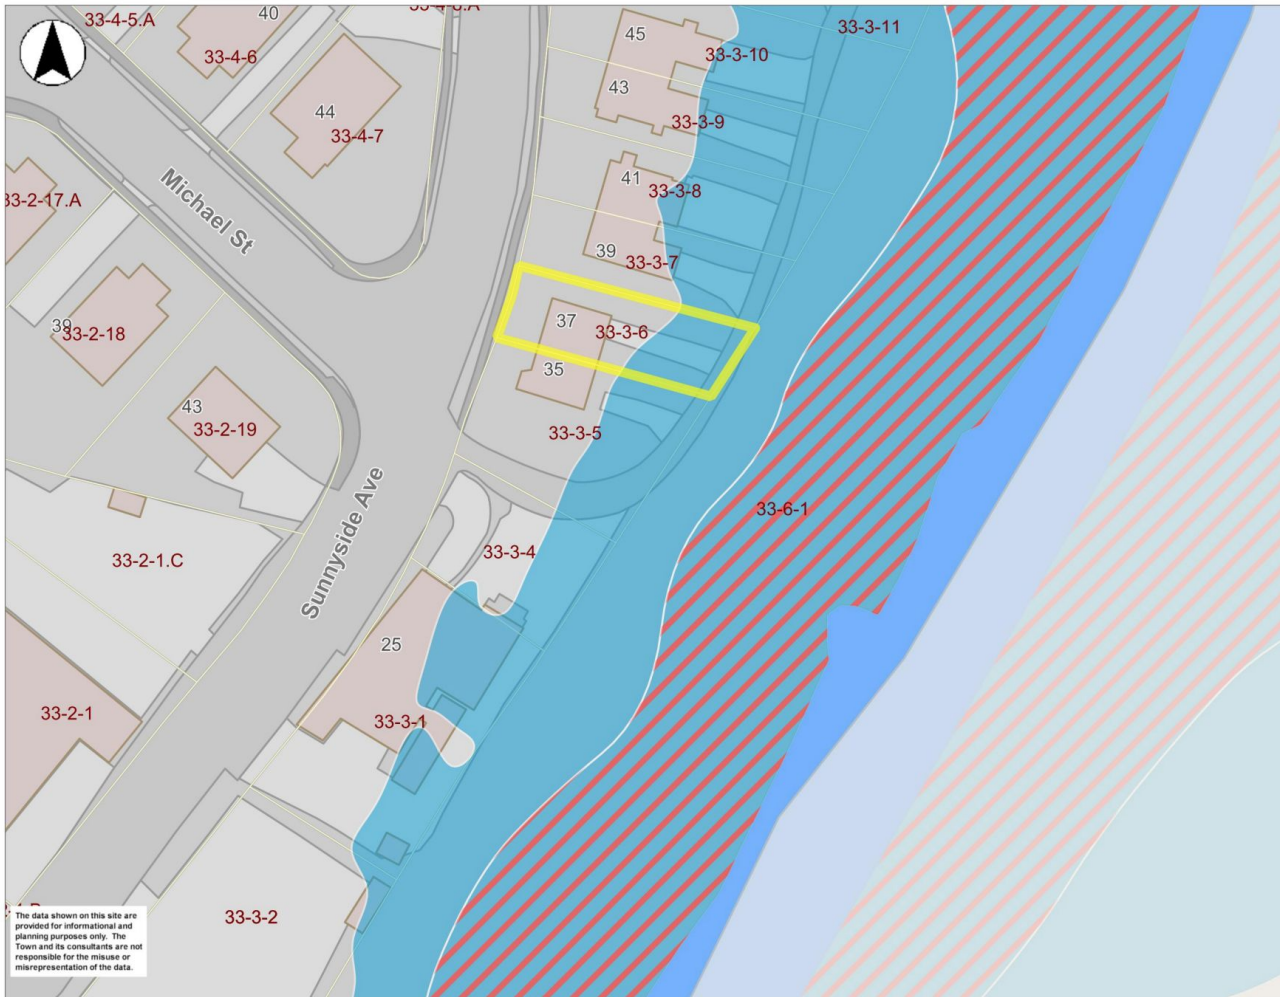 33-4-5.A
40
33-4-6
45
33-3-10
33-3-11
44
33-4-7
43
33-3-9
33-2-17.A
Michael St
41
33-3-8
39
33-3-7
37
33-3-6
39
33-2-18
35
43
33-2-19
33-3-5
Sunnyside Ave
33-6-1
33-2-1.C
33-3-4
25
33-2-1
33-3-1
33-3-2
The data shown on this site are
provided for informational and
planning purposes only. The
Town and its consultants are not
responsible for the misuse or
misrepresentation of the data.